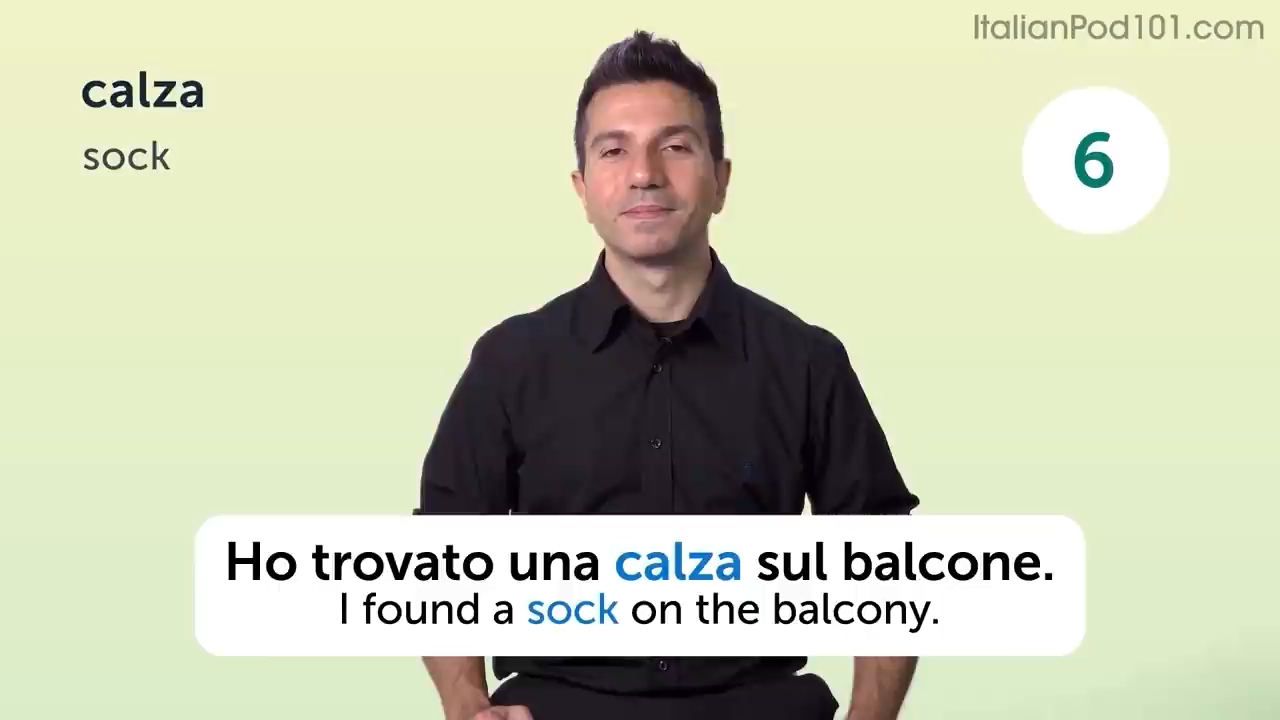 ItalianPod101.com
calza
sock
6
Ho trovato una calza sul balcone.
I found a sock on the balcony.